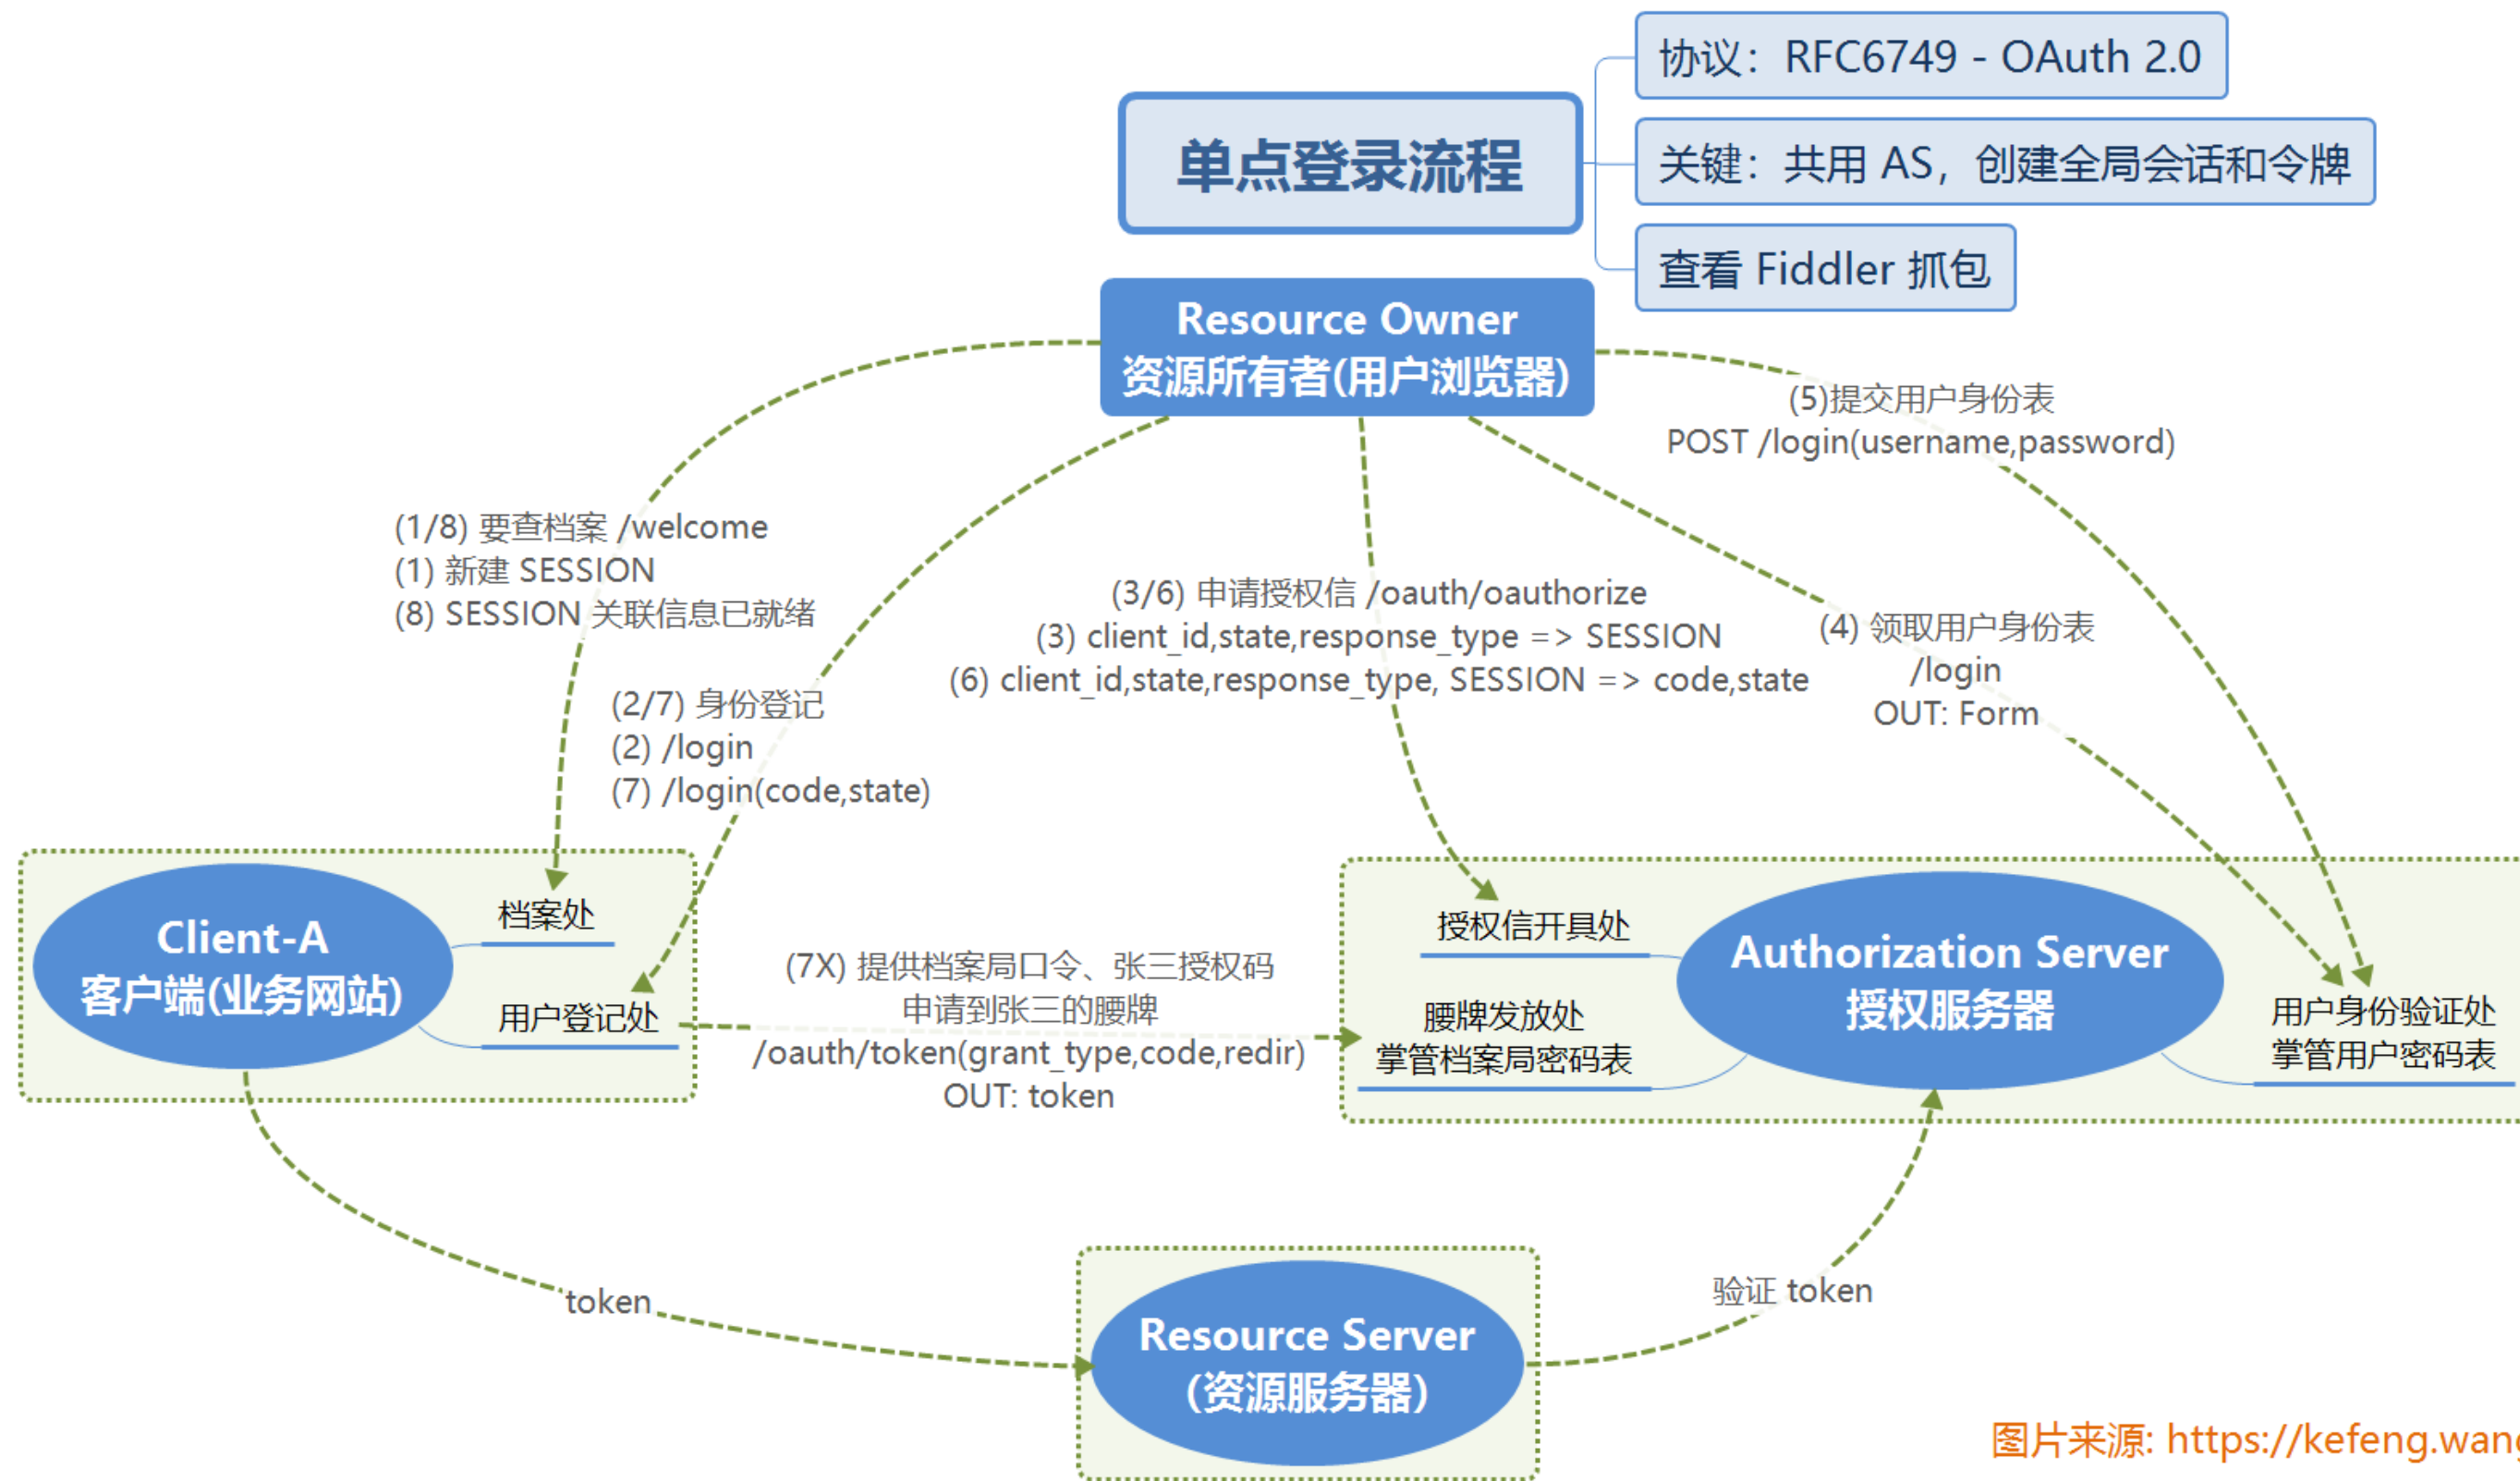 单点登录流程
协议：RFC6749 - OAuth 2.0
关键：共用 AS，创建全局会话和令牌
查看 Fiddler 抓包
Resource Owner
资源所有者(用户浏览器)
(5)提交用户身份表
POST /login(username,password)
(1/8) 要查档案 /welcome
(1) 新建 SESSION
(8) SESSION 关联信息已就绪
(3/6) 申请授权信 /oauth/oauthorize
(3) client_id,state,response_type => SESSION
(6) client_id,state,response_type, SESSION => code,state
(4) 领取用户身份表
/login
OUT: Form
(2/7) 身份登记
(2) /login
(7) /login(code,state)
Client-A
客户端(业务网站)
档案处
用户登记处
(7X) 提供档案局口令、张三授权码
申请到张三的腰牌
/oauth/token(grant_type,code,redir)
OUT: token
授权信开具处
腰牌发放处
掌管档案局密码表
Authorization Server
授权服务器
用户身份验证处
掌管用户密码表
token
验证 token
Resource Server
（资源服务器）
图片来源: https://kefeng.wang